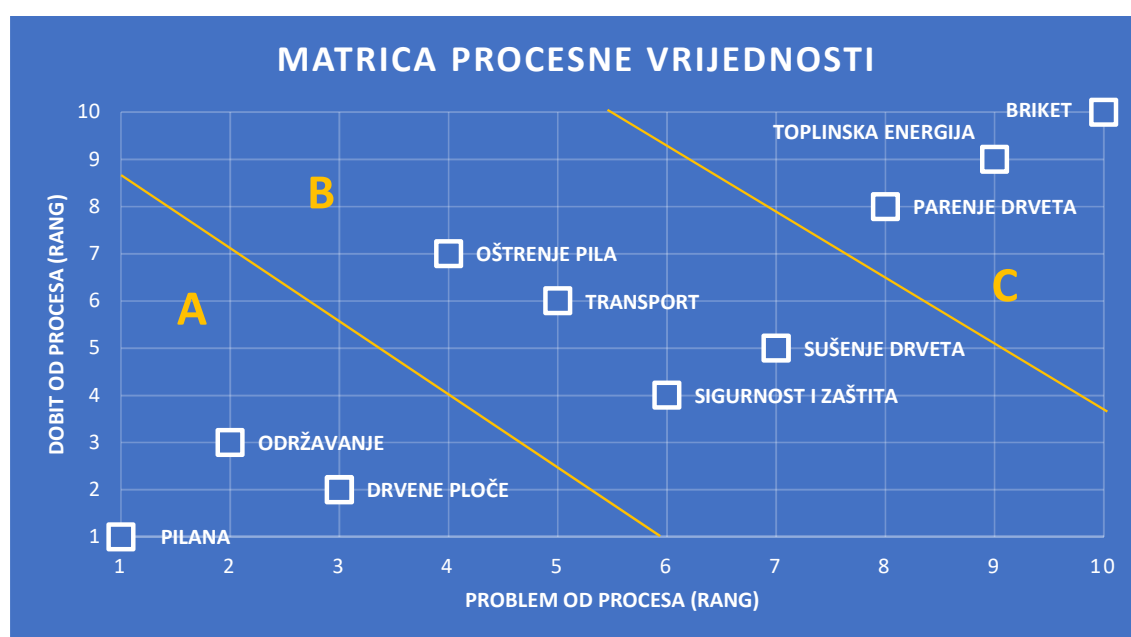 MATRICA PROCESNE VRIJEDNOSTI
DOBIT OD PROCESA (RANG)
10
9
8
7
6
5
4
3
2
1
BRIKET
TOPLINSKA ENERGIJA
PARENJE DRVETA
B
OŠTRENJE PILA
A
TRANSPORT
C
SUŠENJE DRVETA
SIGURNOST I ZAŠTITA
ODRŽAVANJE
DRVENE PLOČE
PILANA
1 2 3 4 5 6 7 8 9 10
PROBLEM OD PROCESA (RANG)